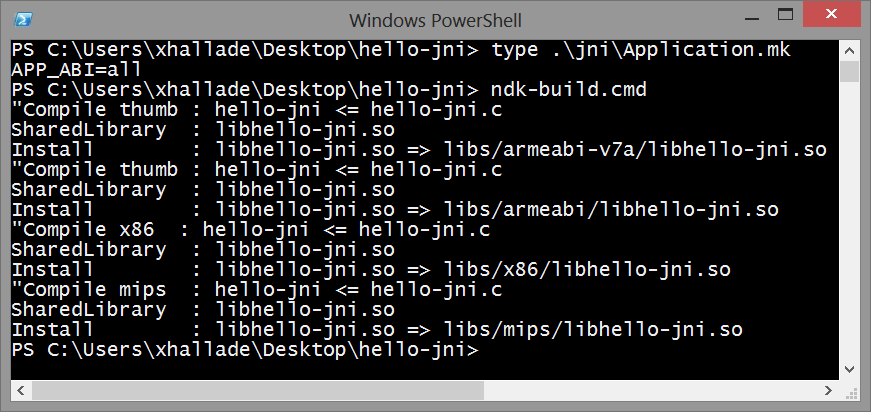 Windows PowerShell
PS C:\Users\xhallade\Desktop\hello-jni> type .\jni\Application.mk
APP_ABI=all
PS C:\Users\xhallade\Desktop\hello-jni> ndk-build.cmd
"Compile thumb : hello-jni <= hello-jni.c
SharedLibrary  : libhello-jni.so
Install        : libhello-jni.so => libs/armeabi-v7a/libhello-jni.so
"Compile thumb : hello-jni <= hello-jni.c
SharedLibrary  : libhello-jni.so
Install        : libhello-jni.so => libs/armeabi/libhello-jni.so
"Compile x86  : hello-jni <= hello-jni.c
SharedLibrary  : libhello-jni.so
Install        : libhello-jni.so => libs/x86/libhello-jni.so
"Compile mips  : hello-jni <= hello-jni.c
SharedLibrary  : libhello-jni.so
Install        : libhello-jni.so => libs/mips/libhello-jni.so
PS C:\Users\xhallade\Desktop\hello-jni>